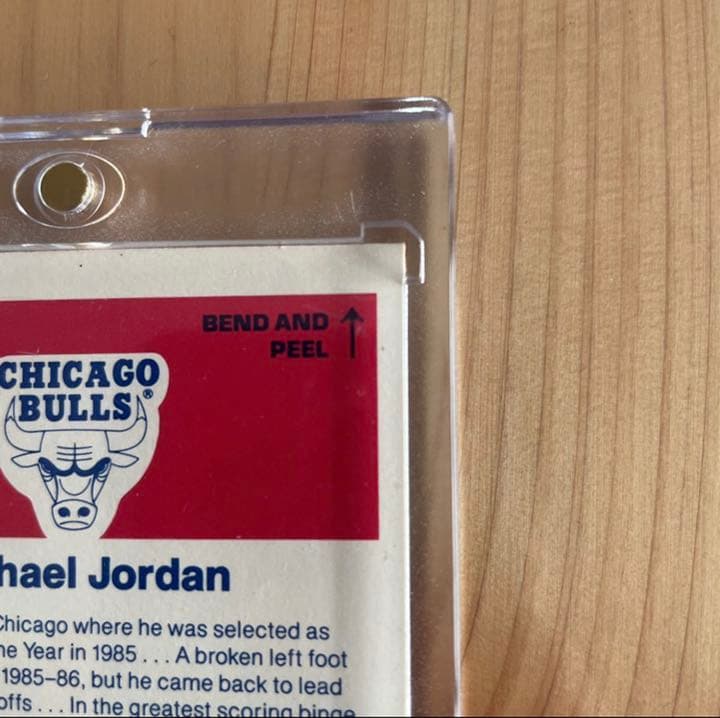 BEND AND
PEEL
CHICAGO
BULLS®
hael Jordan
Chicago where he was selected as
he Year in 1985 . . . A broken left foot
1985–86, but he came back to lead
offs . . . In the greatest scoring binge